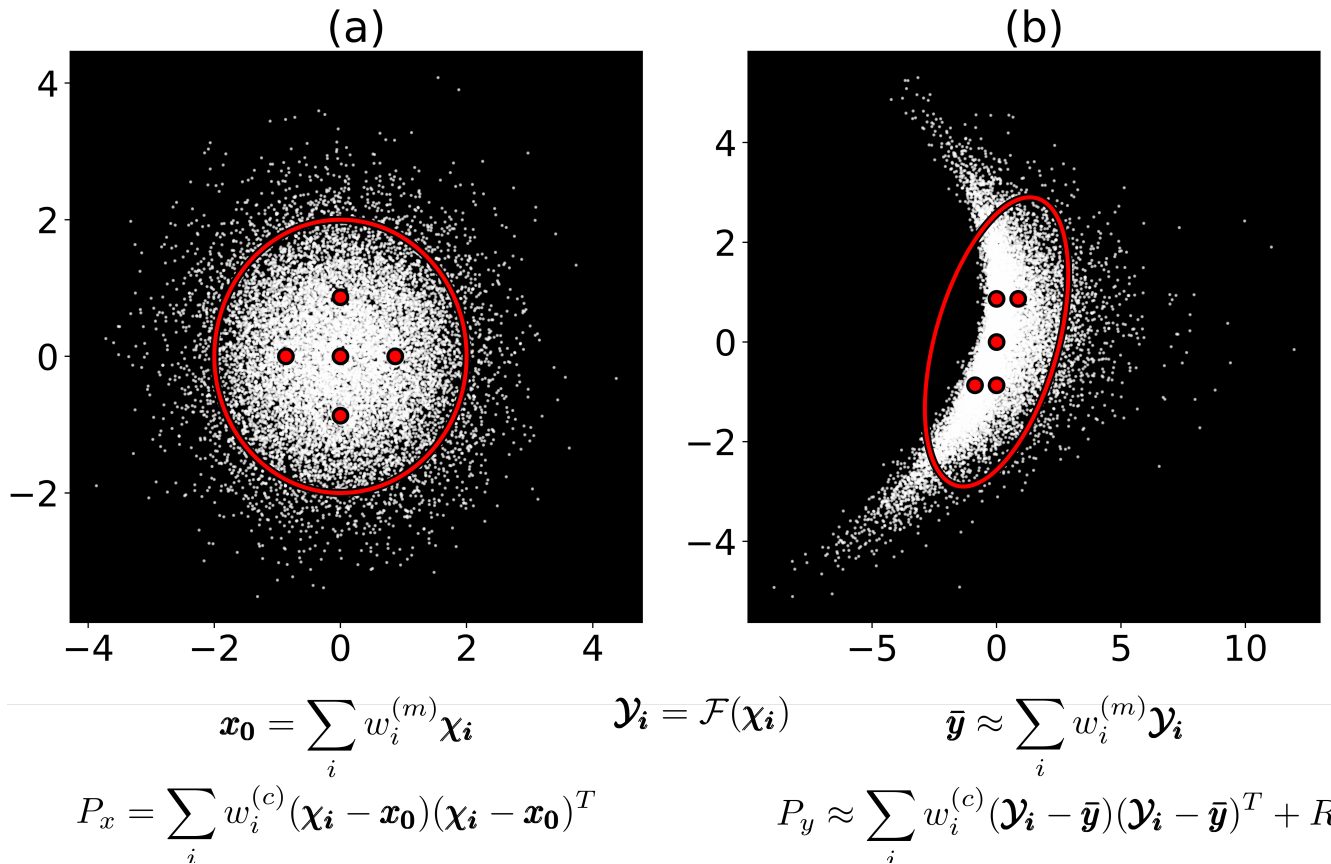 (a)
(b)
4
2
0
−2
−4 −2 0 2 4
4
2
0
−2
−4
−5 0 5 10
𝒙₀ = ∑ᵢ wᵢ⁽ᵐ⁾𝝌ᵢ
𝓨ᵢ = ℱ(𝝌ᵢ)
ȳ ≈ ∑ᵢ wᵢ⁽ᵐ⁾𝓨ᵢ
Pₓ = ∑ᵢ wᵢ⁽ᶜ⁾(𝝌ᵢ − 𝒙₀)(𝝌ᵢ − 𝒙₀)ᵀ
P_y ≈ ∑ᵢ wᵢ⁽ᶜ⁾(𝓨ᵢ − ȳ)(𝓨ᵢ − ȳ)ᵀ + R